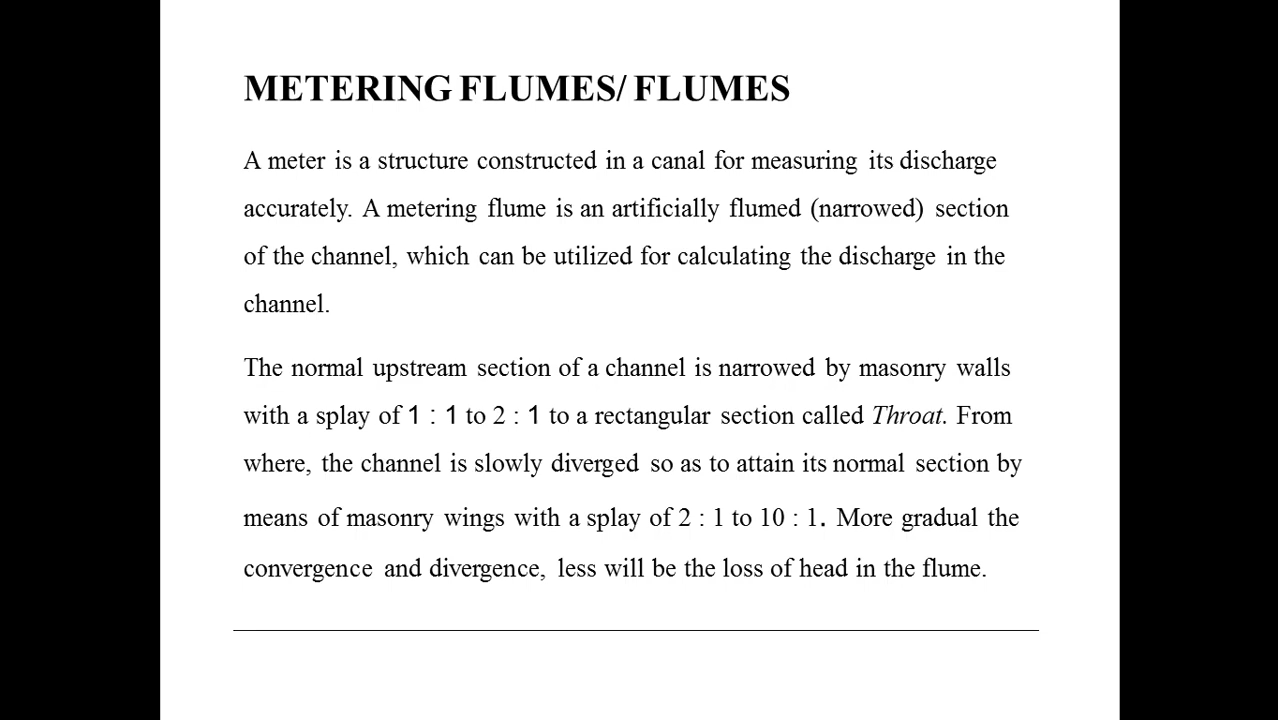 METERING FLUMES/ FLUMES
A meter is a structure constructed in a canal for measuring its discharge
accurately. A metering flume is an artificially flumed (narrowed) section
of the channel, which can be utilized for calculating the discharge in the
channel.
The normal upstream section of a channel is narrowed by masonry walls
with a splay of 1 : 1 to 2 : 1 to a rectangular section called Throat. From
where, the channel is slowly diverged so as to attain its normal section by
means of masonry wings with a splay of 2 : 1 to 10 : 1. More gradual the
convergence and divergence, less will be the loss of head in the flume.